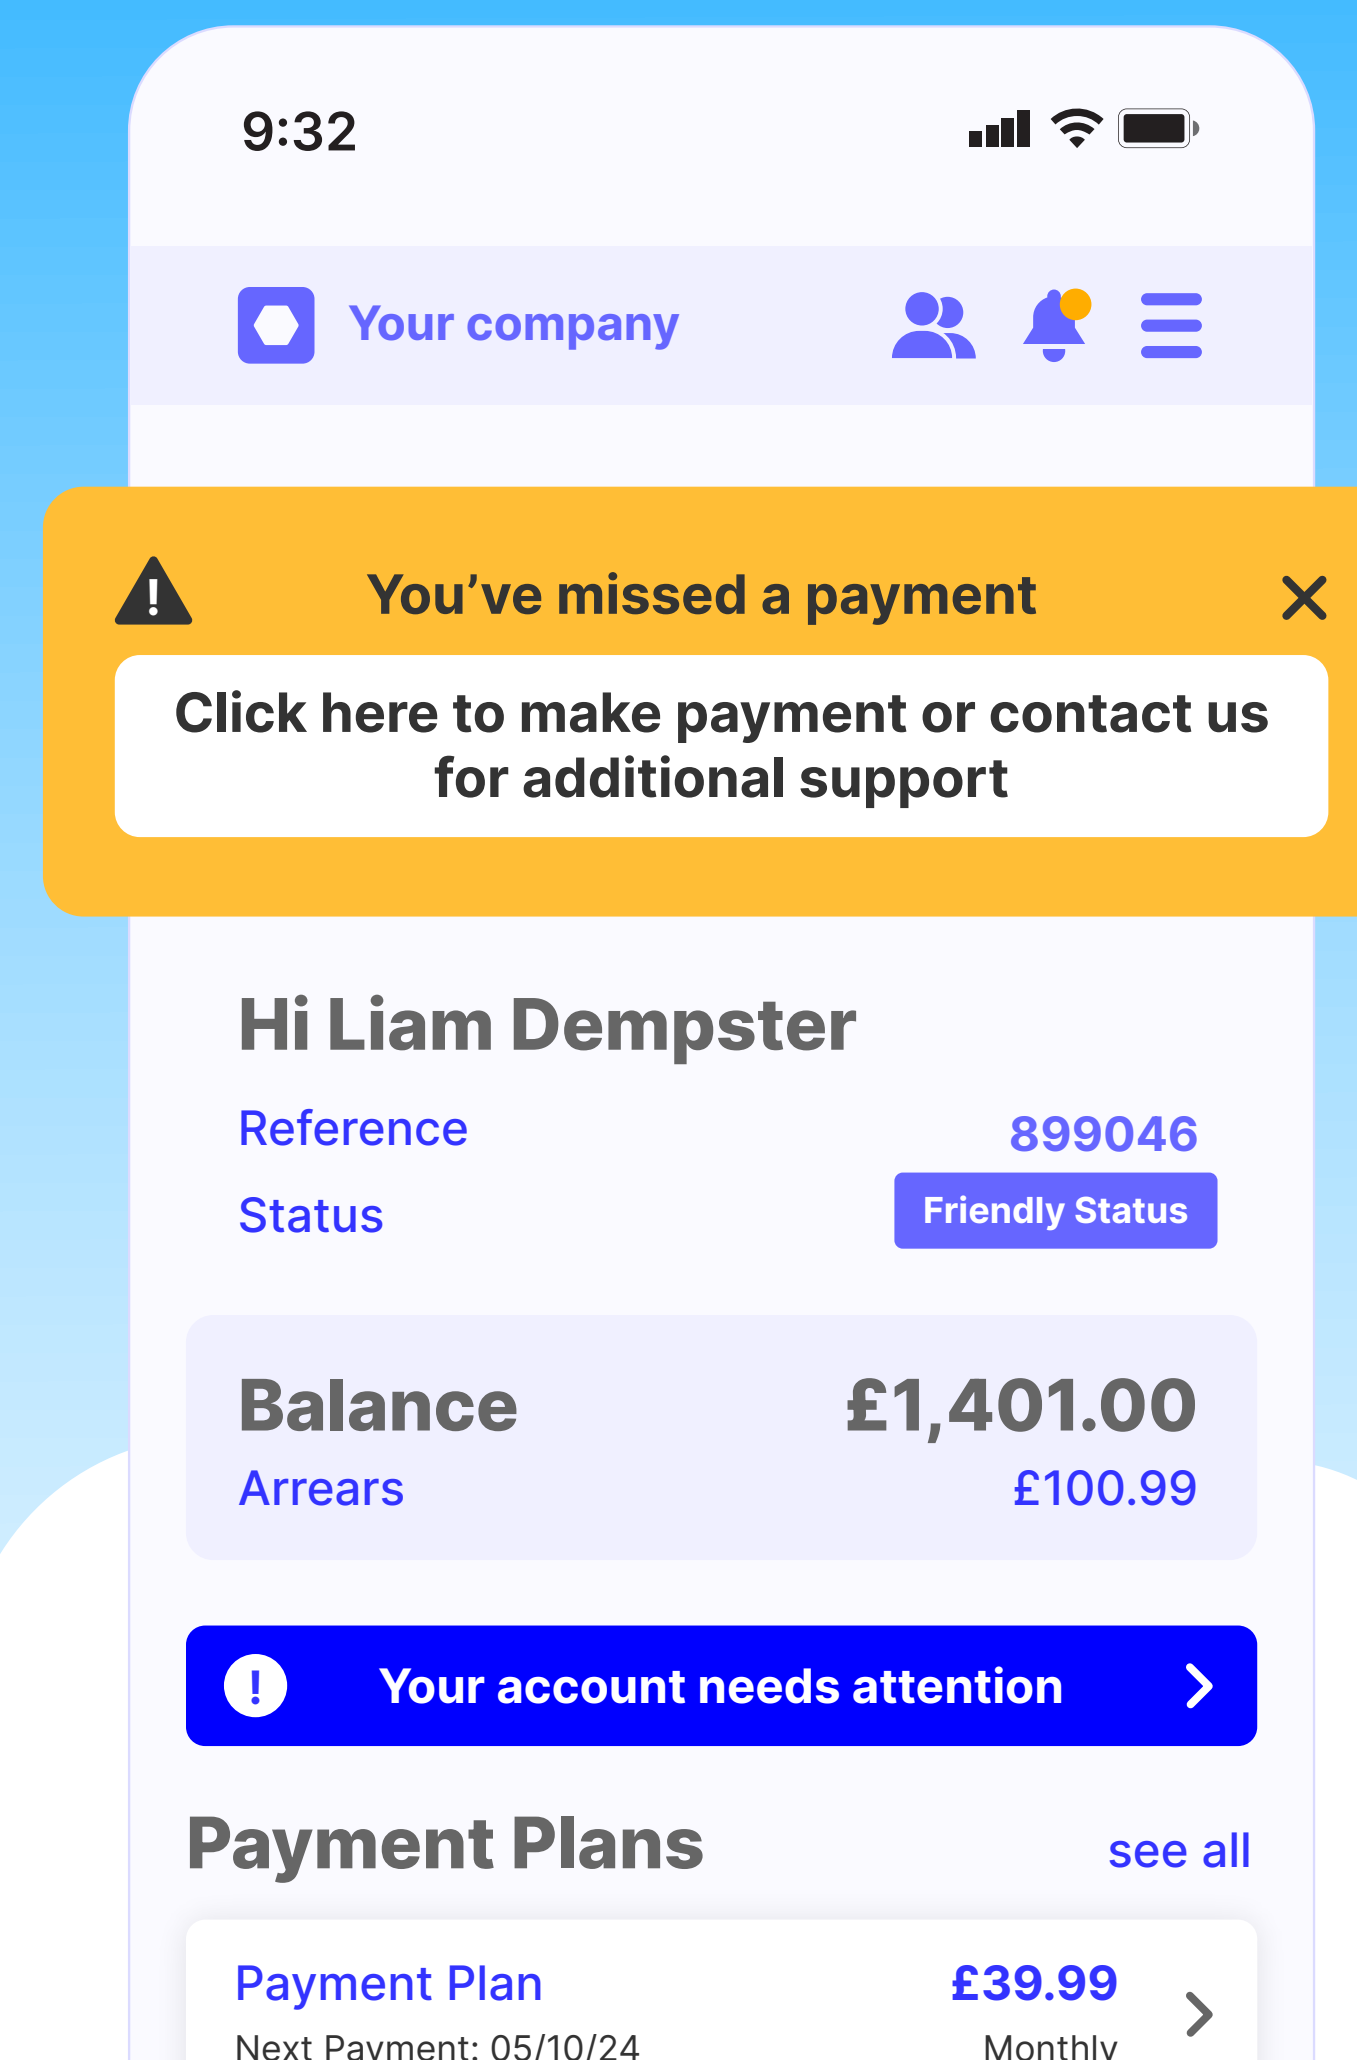 9:32
Your company
You’ve missed a payment
Click here to make payment or contact us
for additional support
Hi Liam Dempster
Reference 899046
Status Friendly Status
Balance £1,401.00
Arrears £100.99
Your account needs attention
Payment Plans see all
Payment Plan £39.99
Next Payment: 05/10/24 Monthly